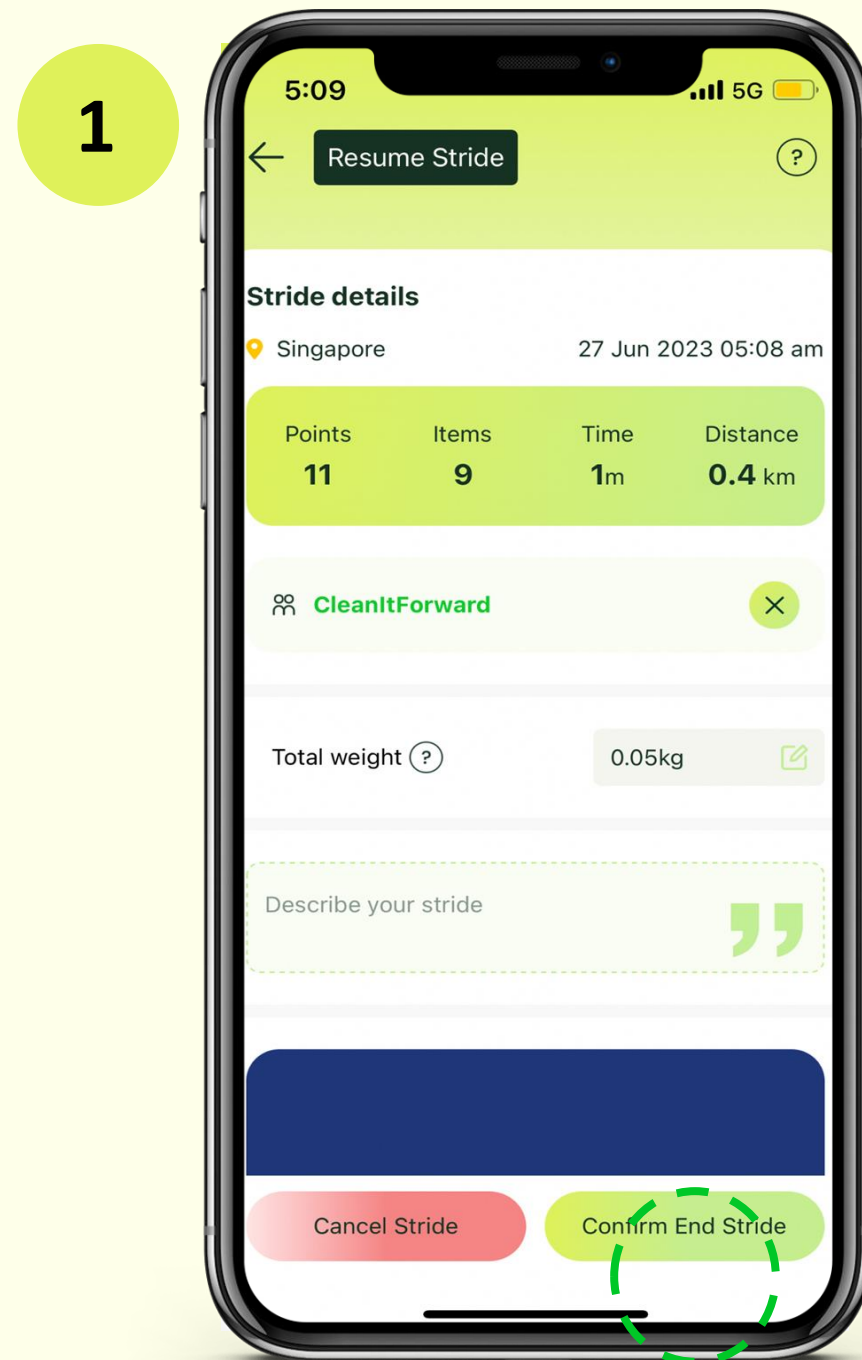 1
5:09
5G
Resume Stride
?
Stride details
Singapore 27 Jun 2023 05:08 am
Points Items Time Distance
11 9 1m 0.4 km
CleanItForward
Total weight ? 0.05kg
Describe your stride
Cancel Stride Confirm End Stride